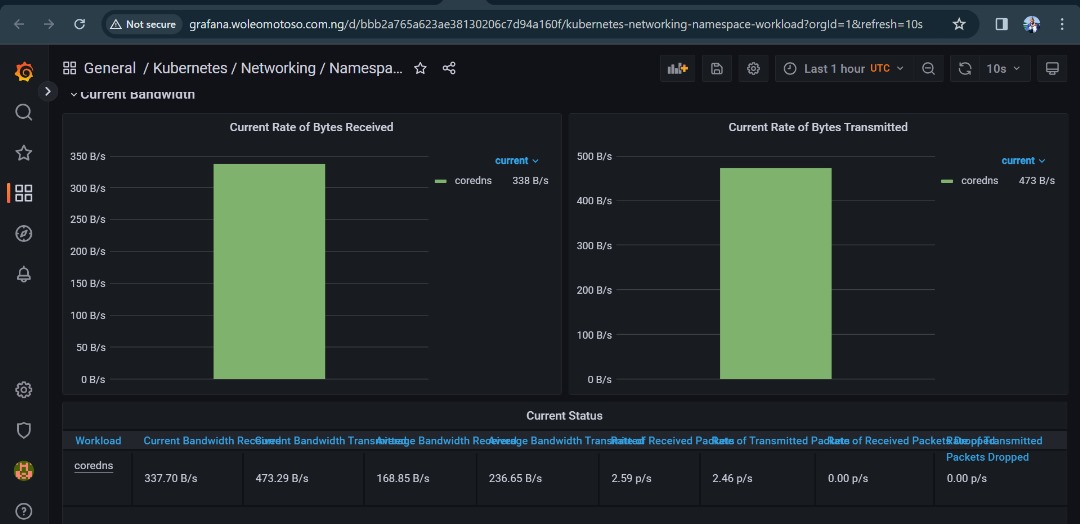 Not secure grafana.woleomotoso.com.ng/d/bbb2a765a623ae38130206c7d94a160f/kubernetes-networking-namespace-workload?orgId=1&refresh=10s
General / Kubernetes / Networking / Namespa... Last 1 hour UTC 10s
Current Bandwidth
Current Rate of Bytes Received
350 B/s
300 B/s
250 B/s
200 B/s
150 B/s
100 B/s
50 B/s
0 B/s
current
coredns 338 B/s
Current Rate of Bytes Transmitted
500 B/s
400 B/s
300 B/s
200 B/s
100 B/s
0 B/s
current
coredns 473 B/s
Current Status
Workload Current Bandwidth Received Current Bandwidth Transmitted Average Bandwidth Received Average Bandwidth Transmitted Rate of Received Packets Rate of Transmitted Packets Rate of Received Packets Dropped Rate of Transmitted
Packets Dropped
coredns 337.70 B/s 473.29 B/s 168.85 B/s 236.65 B/s 2.59 p/s 2.46 p/s 0.00 p/s 0.00 p/s